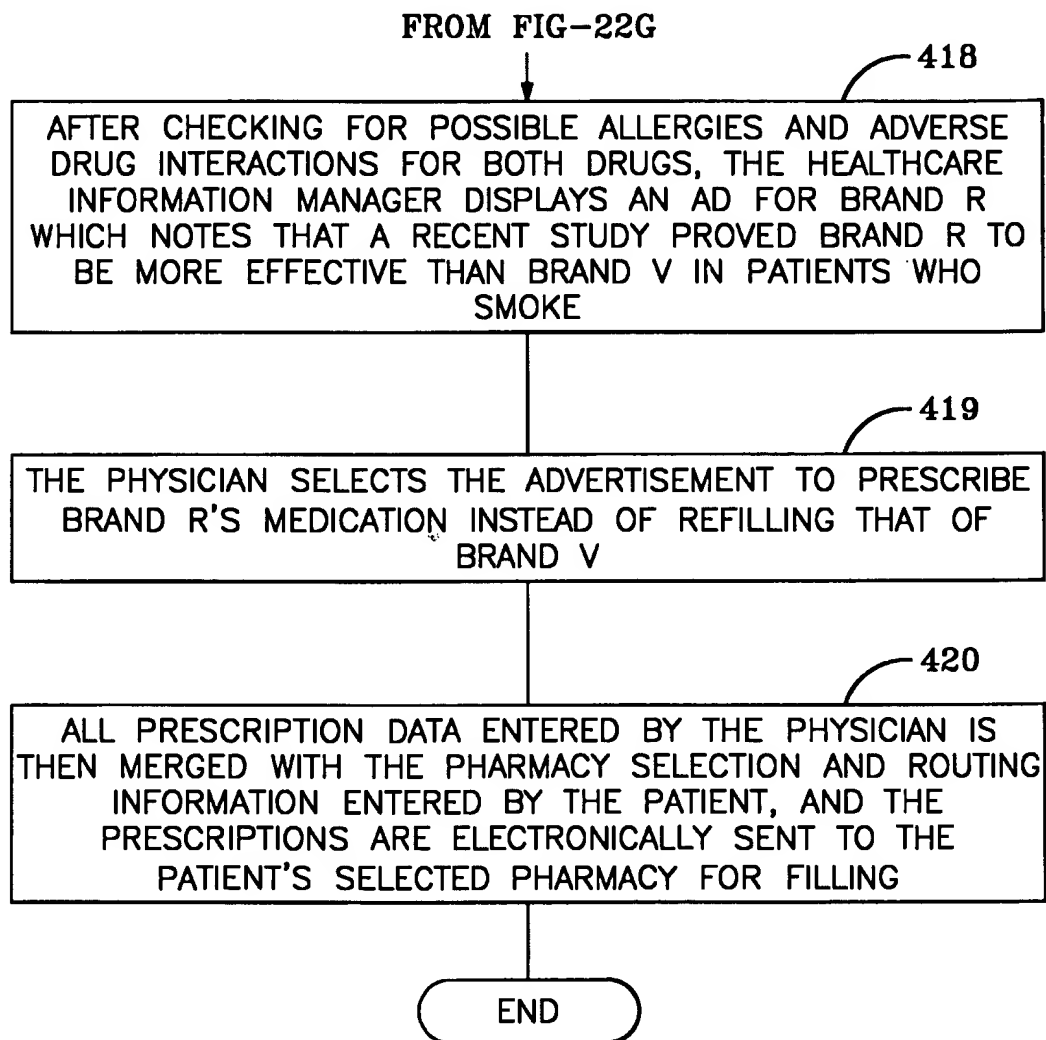 FROM FIG-22G
418
AFTER CHECKING FOR POSSIBLE ALLERGIES AND ADVERSE
DRUG INTERACTIONS FOR BOTH DRUGS, THE HEALTHCARE
INFORMATION MANAGER DISPLAYS AN AD FOR BRAND R
WHICH NOTES THAT A RECENT STUDY PROVED BRAND R TO
BE MORE EFFECTIVE THAN BRAND V IN PATIENTS WHO
SMOKE
419
THE PHYSICIAN SELECTS THE ADVERTISEMENT TO PRESCRIBE
BRAND R'S MEDICATION INSTEAD OF REFILLING THAT OF
BRAND V
420
ALL PRESCRIPTION DATA ENTERED BY THE PHYSICIAN IS
THEN MERGED WITH THE PHARMACY SELECTION AND ROUTING
INFORMATION ENTERED BY THE PATIENT, AND THE
PRESCRIPTIONS ARE ELECTRONICALLY SENT TO THE
PATIENT'S SELECTED PHARMACY FOR FILLING
END